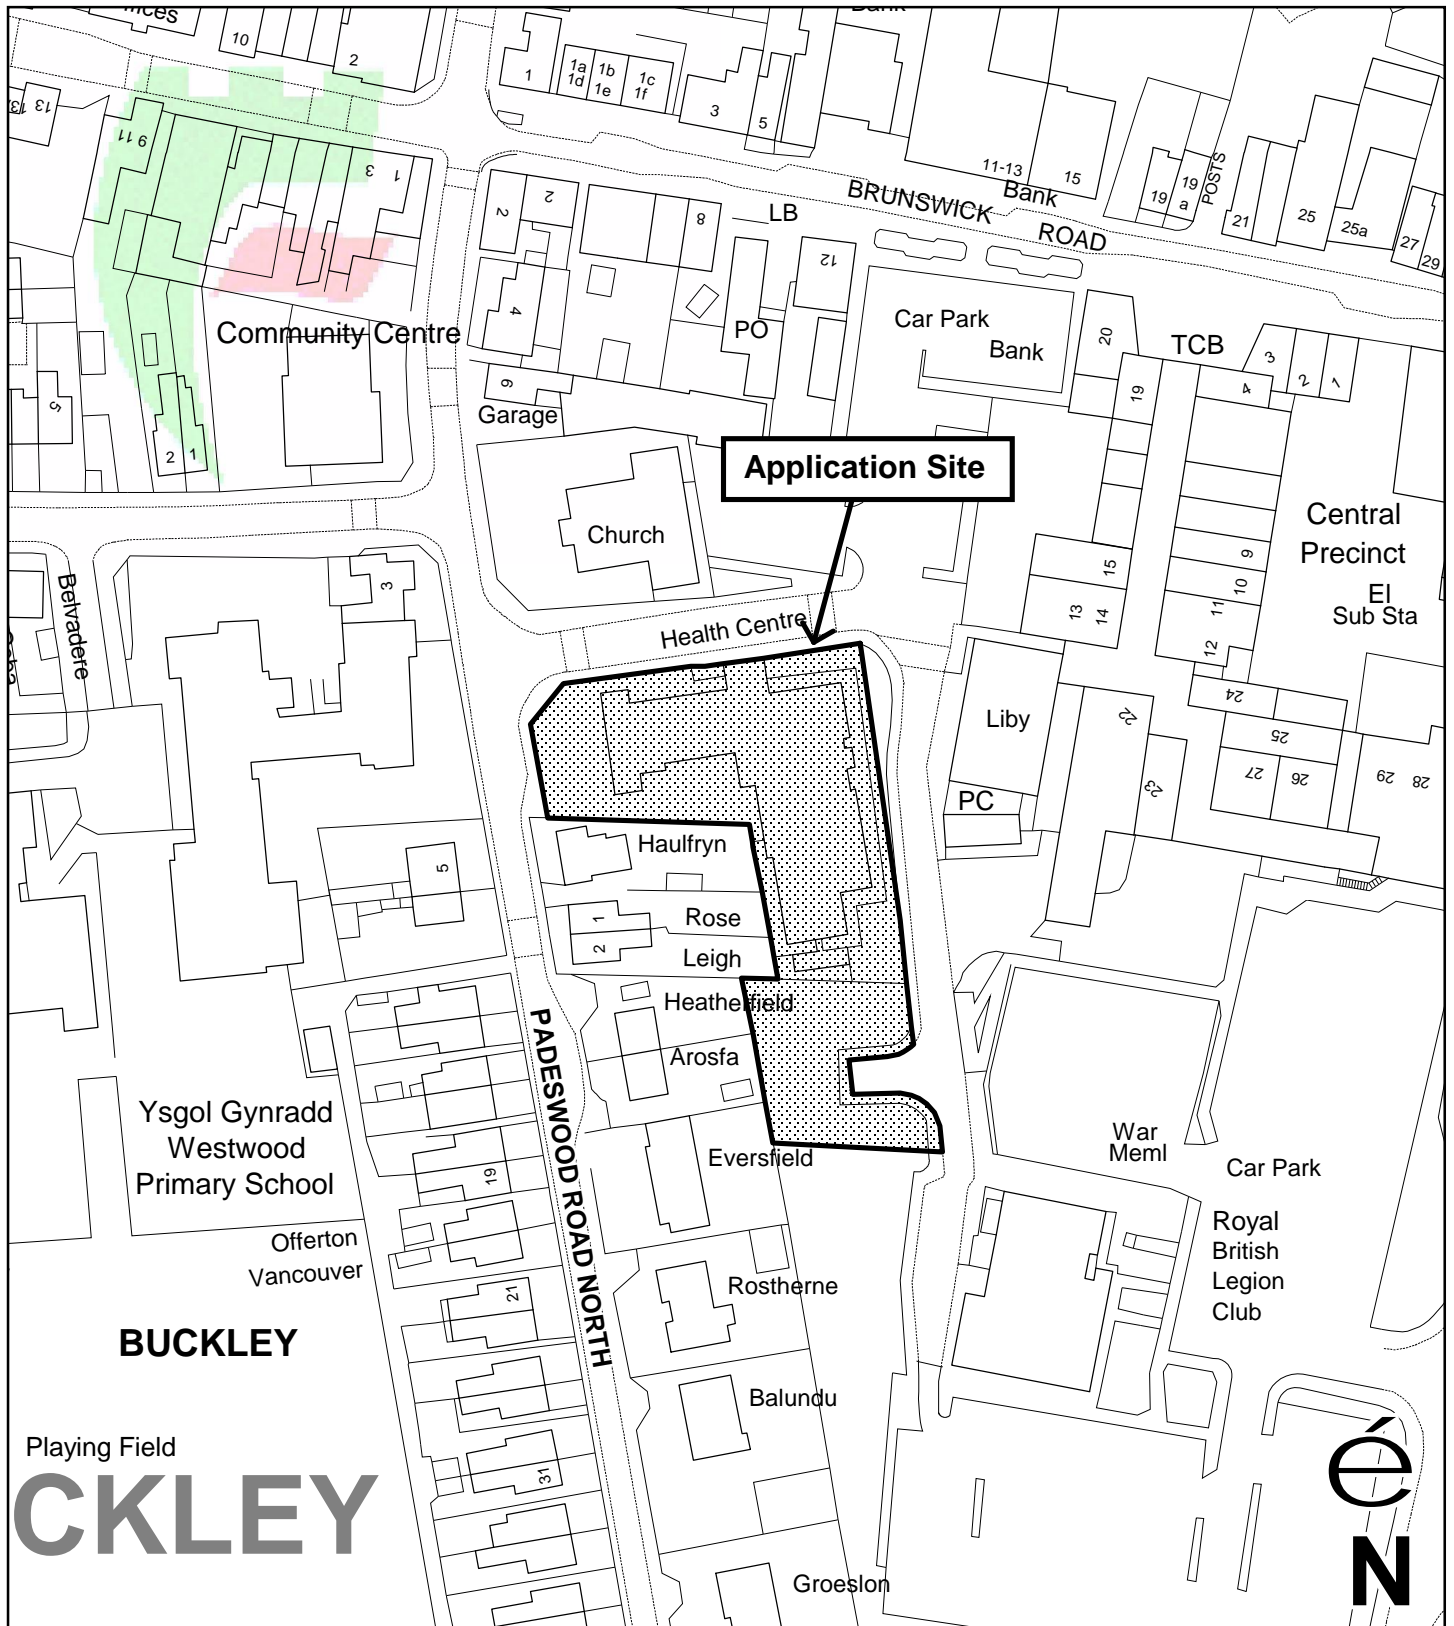 10
2
1
1a
1d
1b
1e
1c
1f
3
5
11-13
Bank
15
19
19
a
POSTS
21
25
25a
27
29
13
9 11
3
1
2
2
8
LB
BRUNSWICK
ROAD
12
4
PO
Car Park
Bank
20
TCB
3
2
1
4
19
Community Centre
6
Garage
5
2
1
Application Site
Church
Central
Precinct
El
Sub Sta
9
10
11
12
15
13
14
Belvadere
3
Health Centre
Liby
PC
22
23
24
25
27
26
29
28
Haulfryn
5
1
Rose
2
Leigh
Heatherfield
Arosfa
PADESWOOD ROAD NORTH
Ysgol Gynradd
Westwood
Primary School
19
Eversfield
War
Meml
Car Park
Offerton
Vancouver
Royal
British
Legion
Club
Rostherne
21
BUCKLEY
Balundu
Playing Field
31
CKLEY
Groeslon
é
N